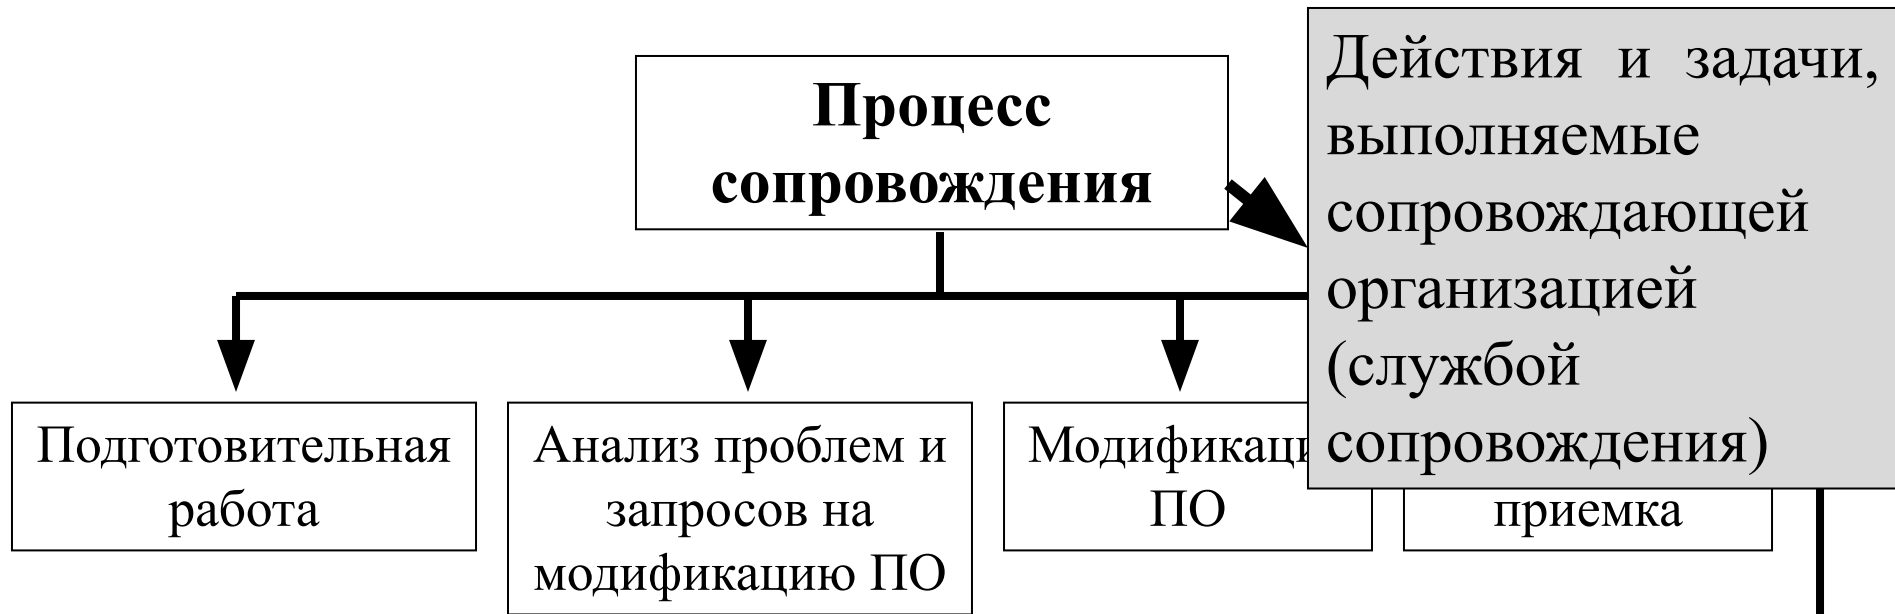 Процесс
сопровождения
Действия и задачи,
выполняемые
сопровождающей
организацией
(службой
сопровождения)
Подготовительная
работа
Анализ проблем и
запросов на
модификацию ПО
Модификаци
ПО
приемка